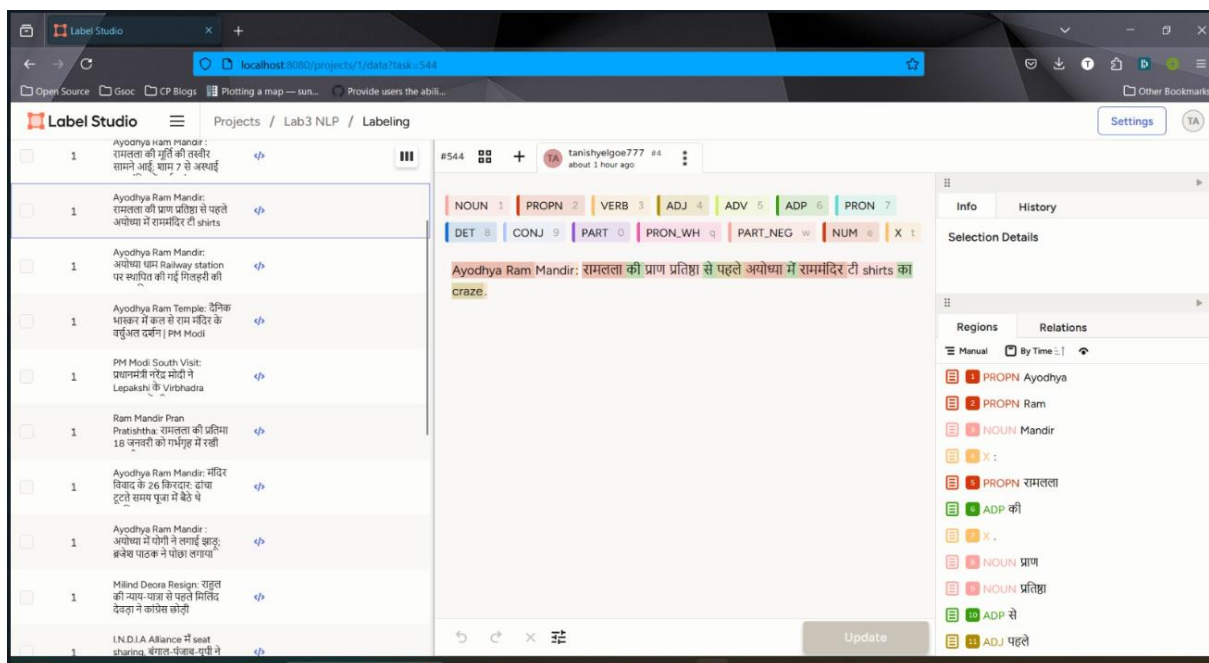 Label Studio
localhost:8080/projects/1/data?task=544
Open Source Gsoc CP Blogs Plotting a map — sun... Provide users the abili... Other Bookmarks
Label Studio Projects / Lab3 NLP / Labeling Settings TA
1 Ayodhya Ram Mandir :
रामलला की मूर्ति की तस्वीर
सामने आई, शाम 7 से अस्थाई
1 Ayodhya Ram Mandir:
रामलला की प्राण प्रतिष्ठा से पहले
अयोध्या में राममंदिर टी shirts
1 Ayodhya Ram Mandir:
अयोध्या धाम Railway station
पर स्थापित की गई गिलहरी की
1 Ayodhya Ram Temple: दैनिक
भास्कर में कल से राम मंदिर के
वर्चुअल दर्शन | PM Modi
1 PM Modi South Visit:
प्रधानमंत्री नरेंद्र मोदी ने
Lepakshi के Virbhadra
1 Ram Mandir Pran
Pratishtha: रामलला की प्रतिमा
18 जनवरी को गर्भगृह में रखी
1 Ayodhya Ram Mandir: मंदिर
विवाद के 26 किरदार: ढांचा
टूटते समय पूजा में बैठे थे
1 Ayodhya Ram Mandir :
अयोध्या में योगी ने लगाई झाड़ू;
ब्रजेश पाठक ने पोछा लगाया
1 Milind Deora Resign: राहुल
की न्याय-यात्रा से पहले मिलिंद
देवड़ा ने कांग्रेस छोड़ी
1 I.N.D.I.A Alliance में seat
sharing, बंगाल-पंजाब-यूपी ने
#544 TA tanishyelgoe777 #4
about 1 hour ago
NOUN 1 PROPN 2 VERB 3 ADJ 4 ADV 5 ADP 6 PRON 7
DET 8 CONJ 9 PART 0 PRON_WH q PART_NEG w NUM e X t
Ayodhya Ram Mandir: रामलला की प्राण प्रतिष्ठा से पहले अयोध्या में राममंदिर टी shirts का
craze.
Update
Info History
Selection Details
Regions Relations
Manual By Time
1 PROPN Ayodhya
2 PROPN Ram
3 NOUN Mandir
4 X :
5 PROPN रामलला
6 ADP की
7 X .
8 NOUN प्राण
9 NOUN प्रतिष्ठा
10 ADP से
11 ADJ पहले